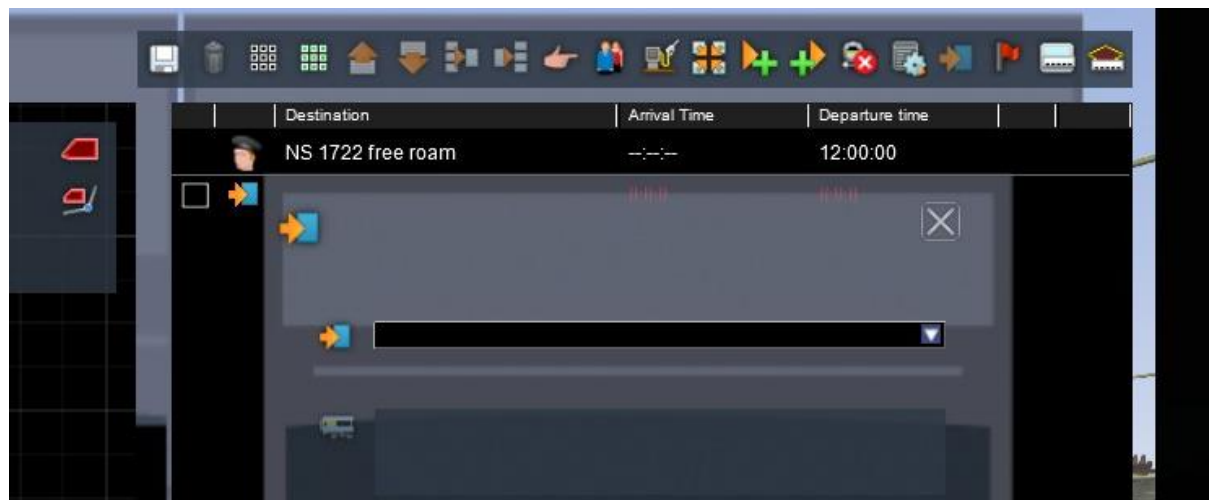 Destination Arrival Time Departure time
NS 1722 free roam --:--:-- 12:00:00